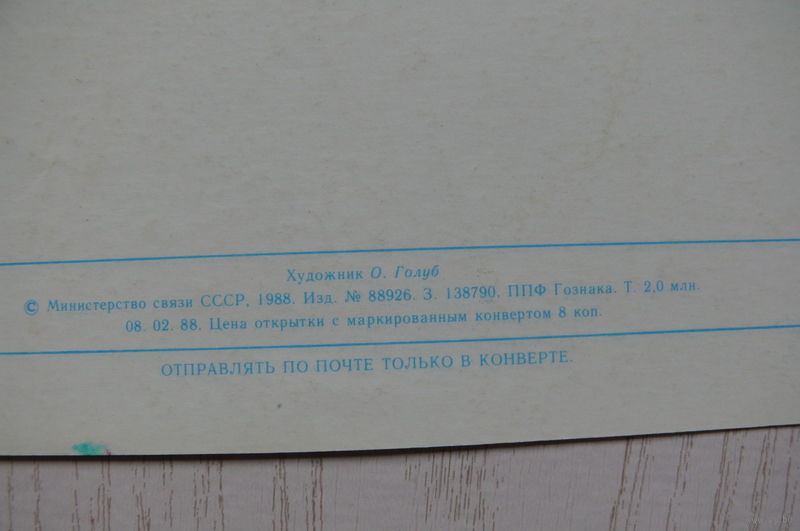 Художник О. Голуб
© Министерство связи СССР, 1988. Изд. № 88926. З. 138790. ППФ Гознака. Т. 2,0 млн.
08. 02. 88. Цена открытки с маркированным конвертом 8 коп.
ОТПРАВЛЯТЬ ПО ПОЧТЕ ТОЛЬКО В КОНВЕРТЕ.